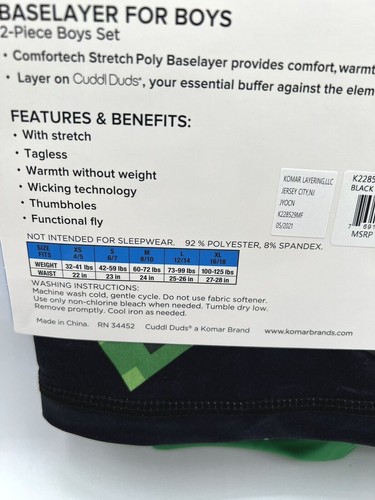 BASELAYER FOR BOYS
2-Piece Boys Set
• Comfortech Stretch Poly Baselayer provides comfort, warmt
• Layer on Cuddl Duds®, your essential buffer against the elem
FEATURES & BENEFITS:
• With stretch
• Tagless
• Warmth without weight
• Wicking technology
• Thumbholes
• Functional fly
KOMAR LAYERING,LLC
JERSEY CITY,NJ
JYOCN
K228529MF
05/2021
K2285
BLACK
7 691
MSRP
NOT INTENDED FOR SLEEPWEAR. 92 % POLYESTER, 8% SPANDEX.
SIZE FITS XS 4/5 S 6/7 M 8/10 L 12/14 XL 16/18
WEIGHT 32-41 lbs 42-59 lbs 60-72 lbs 73-99 lbs 100-125 lbs
WAIST 22 in 23 in 24 in 25-26 in 27-28 in
WASHING INSTRUCTIONS:
Machine wash cold, gentle cycle. Do not use fabric softener.
Use only non-chlorine bleach when needed. Tumble dry low.
Remove promptly. Cool iron as needed.
Made in China. RN 34452 Cuddl Duds® a Komar Brand www.komarbrands.com